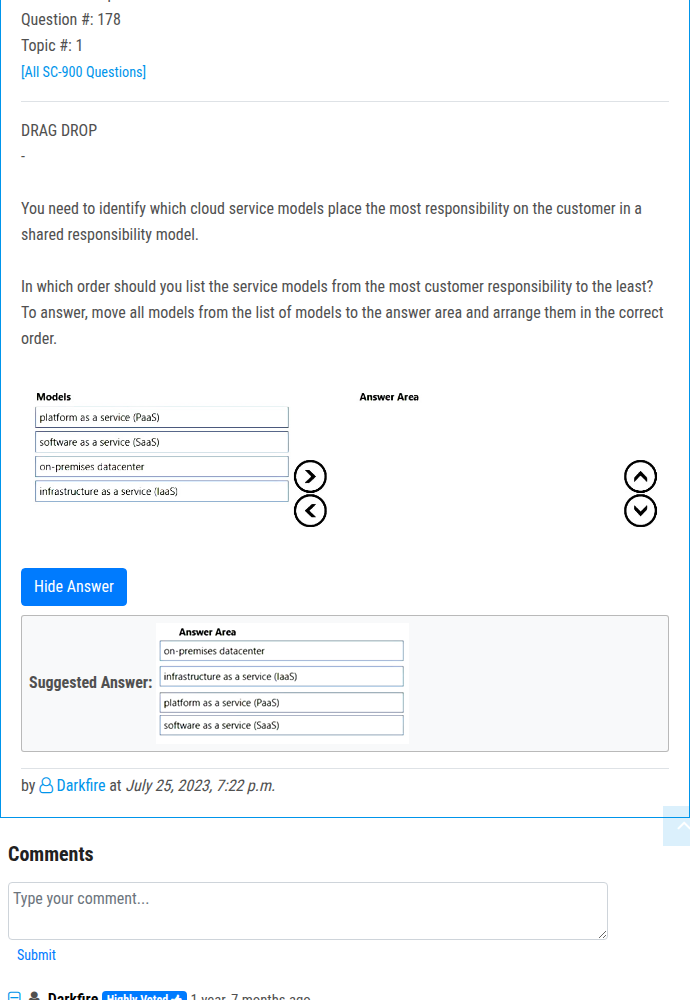 Question #: 178
Topic #: 1
[All SC-900 Questions]
DRAG DROP
-
You need to identify which cloud service models place the most responsibility on the customer in a
shared responsibility model.
In which order should you list the service models from the most customer responsibility to the least?
To answer, move all models from the list of models to the answer area and arrange them in the correct
order.
Models
Answer Area
platform as a service (PaaS)
software as a service (SaaS)
on-premises datacenter
infrastructure as a service (IaaS)
Hide Answer
Suggested Answer:
Answer Area
on-premises datacenter
infrastructure as a service (IaaS)
platform as a service (PaaS)
software as a service (SaaS)
by Darkfire at July 25, 2023, 7:22 p.m.
Comments
Type your comment...
Submit
Darkfire Highly Voted 1 year, 7 months ago